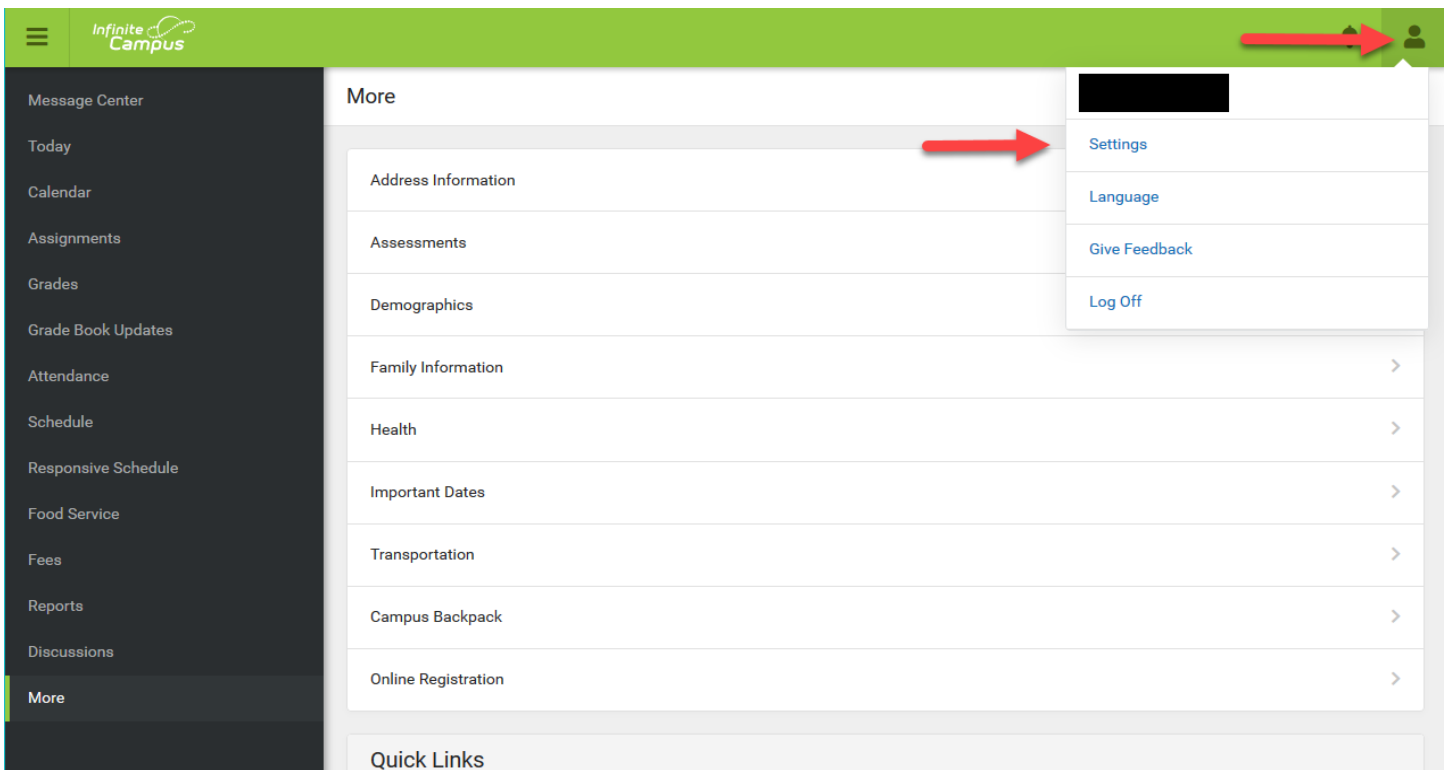 Infinite
Campus
Message Center
Today
Calendar
Assignments
Grades
Grade Book Updates
Attendance
Schedule
Responsive Schedule
Food Service
Fees
Reports
Discussions
More
More
Address Information
Assessments
Demographics
Family Information
Health
Important Dates
Transportation
Campus Backpack
Online Registration
Quick Links
Settings
Language
Give Feedback
Log Off